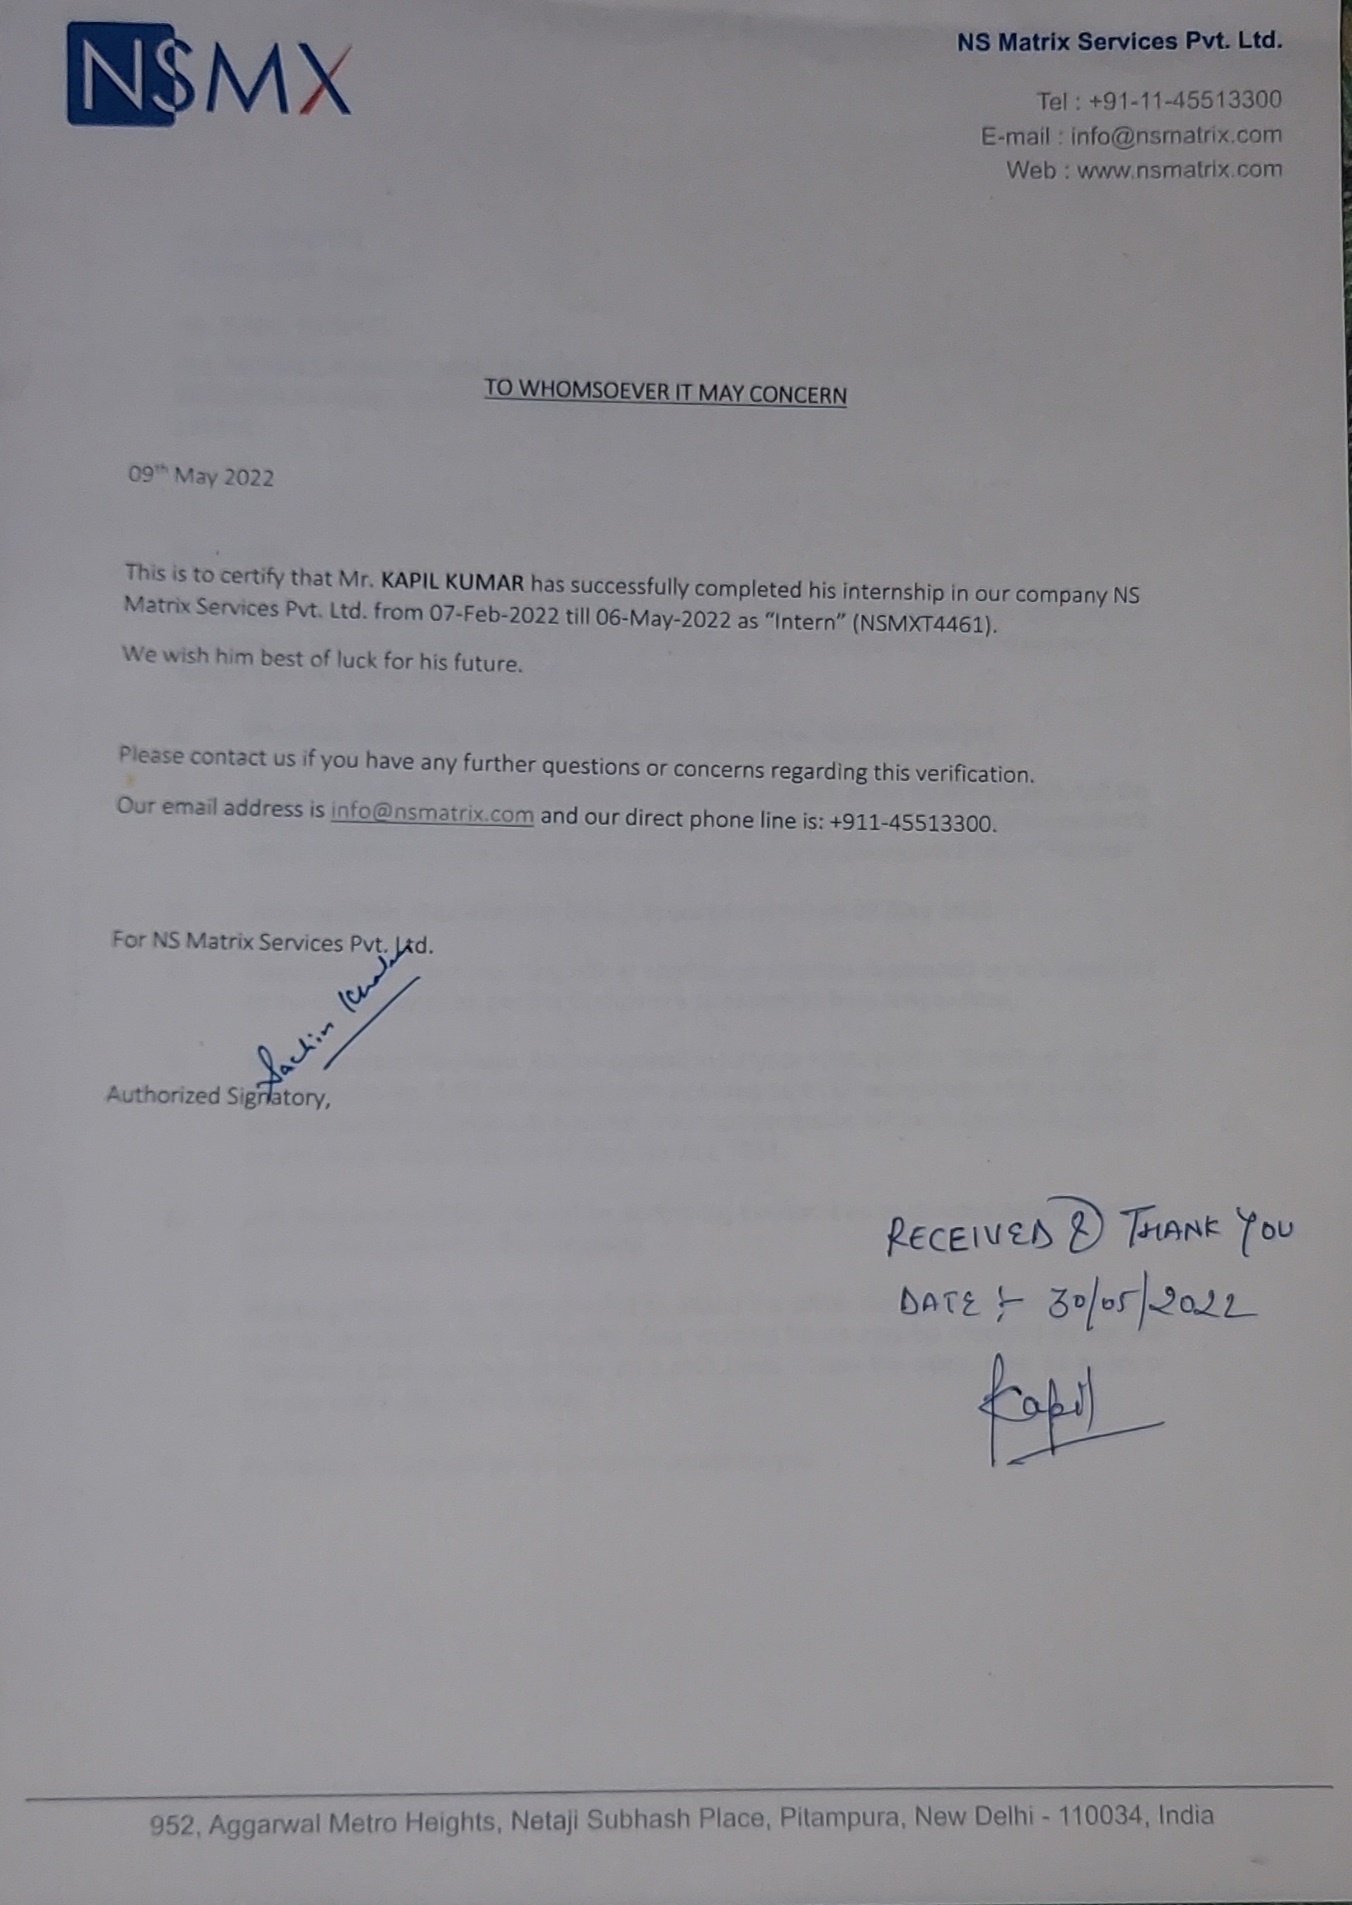 NSMX
NS Matrix Services Pvt. Ltd.
Tel : +91-11-45513300
E-mail : info@nsmatrix.com
Web : www.nsmatrix.com
TO WHOMSOEVER IT MAY CONCERN
09th May 2022
This is to certify that Mr. KAPIL KUMAR has successfully completed his internship in our company NS
Matrix Services Pvt. Ltd. from 07-Feb-2022 till 06-May-2022 as “Intern” (NSMXT4461).
We wish him best of luck for his future.
Please contact us if you have any further questions or concerns regarding this verification.
Our email address is info@nsmatrix.com and our direct phone line is: +911-45513300.
For NS Matrix Services Pvt. Ltd.
Sachin
Authorized Signatory,
RECEIVED & THANK YOU
DATE :- 30/05/2022
Kapil
952, Aggarwal Metro Heights, Netaji Subhash Place, Pitampura, New Delhi - 110034, India